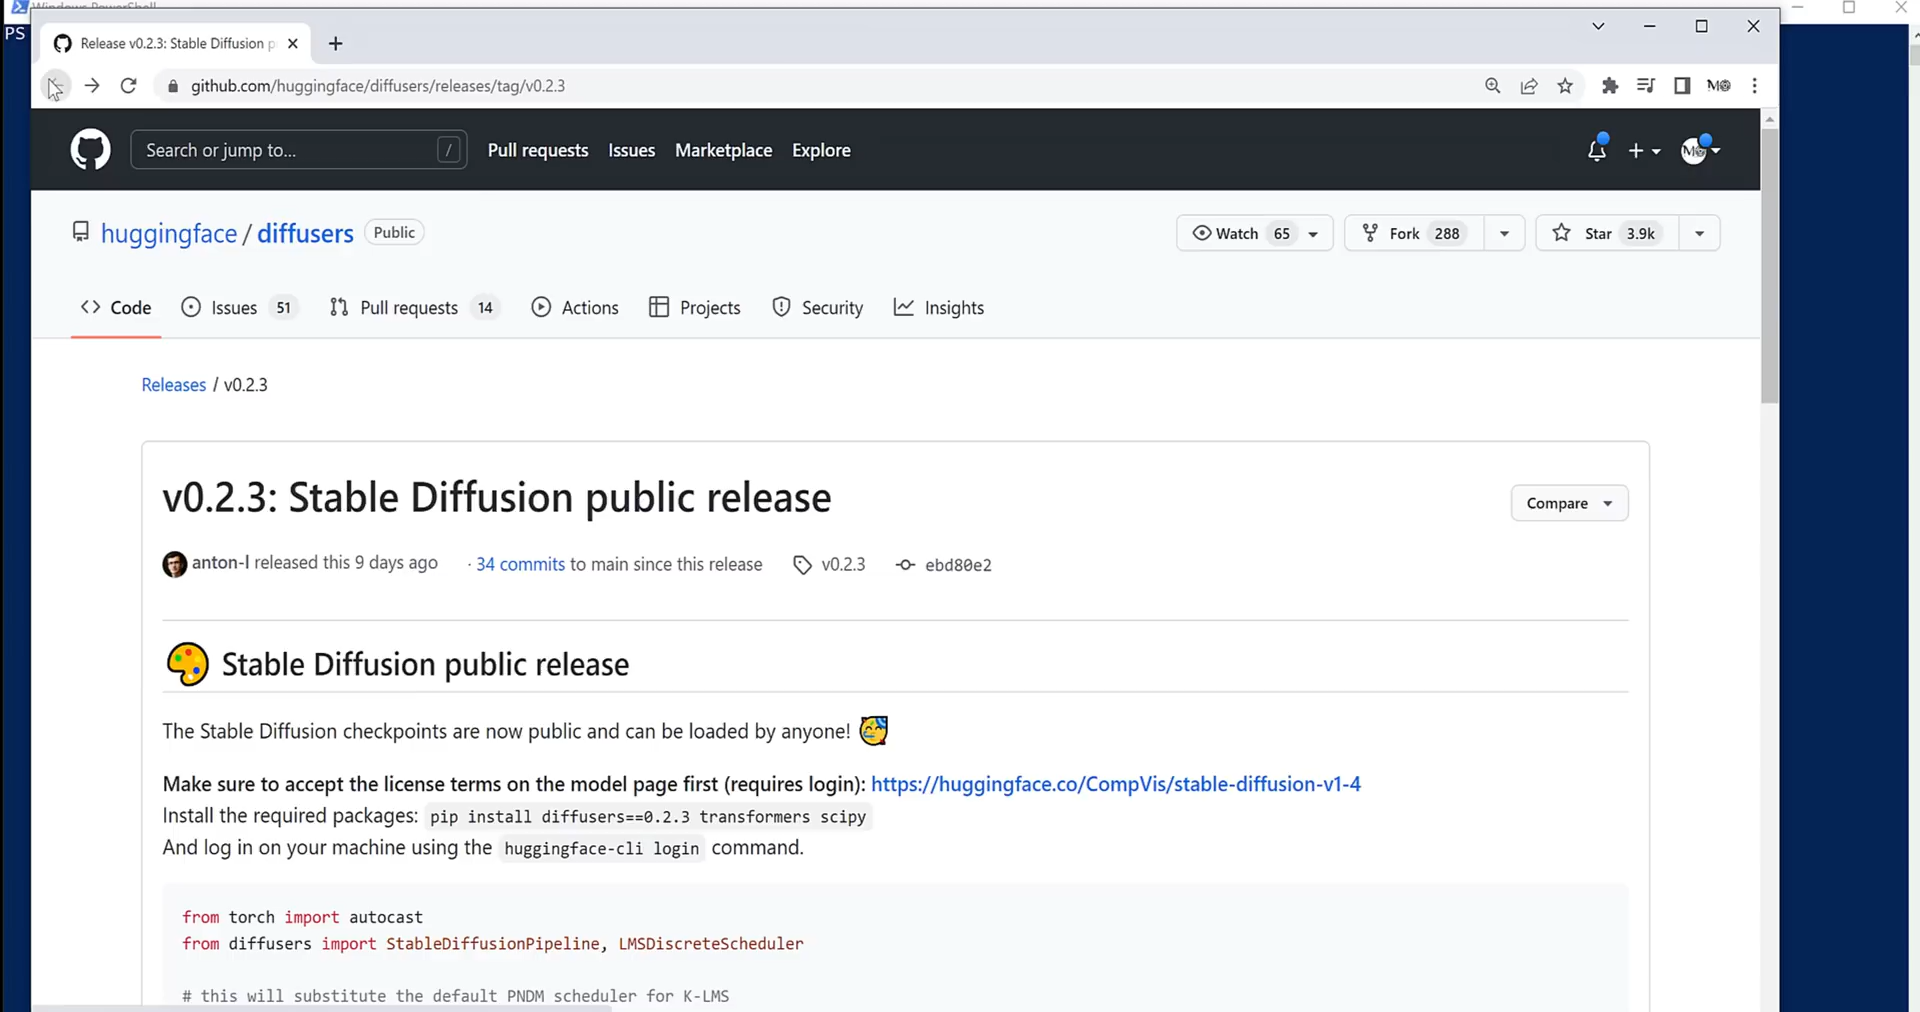 Windows PowerShell
PS
Release v0.2.3: Stable Diffusion p
github.com/huggingface/diffusers/releases/tag/v0.2.3
Search or jump to... /
Pull requests Issues Marketplace Explore
huggingface / diffusers Public
Watch 65 Fork 288 Star 3.9k
Code Issues 51 Pull requests 14 Actions Projects Security Insights
Releases / v0.2.3
v0.2.3: Stable Diffusion public release
Compare
anton-l released this 9 days ago · 34 commits to main since this release v0.2.3 ebd80e2
Stable Diffusion public release
The Stable Diffusion checkpoints are now public and can be loaded by anyone!
Make sure to accept the license terms on the model page first (requires login): https://huggingface.co/CompVis/stable-diffusion-v1-4
Install the required packages: pip install diffusers==0.2.3 transformers scipy
And log in on your machine using the huggingface-cli login command.
from torch import autocast
from diffusers import StableDiffusionPipeline, LMSDiscreteScheduler
# this will substitute the default PNDM scheduler for K-LMS